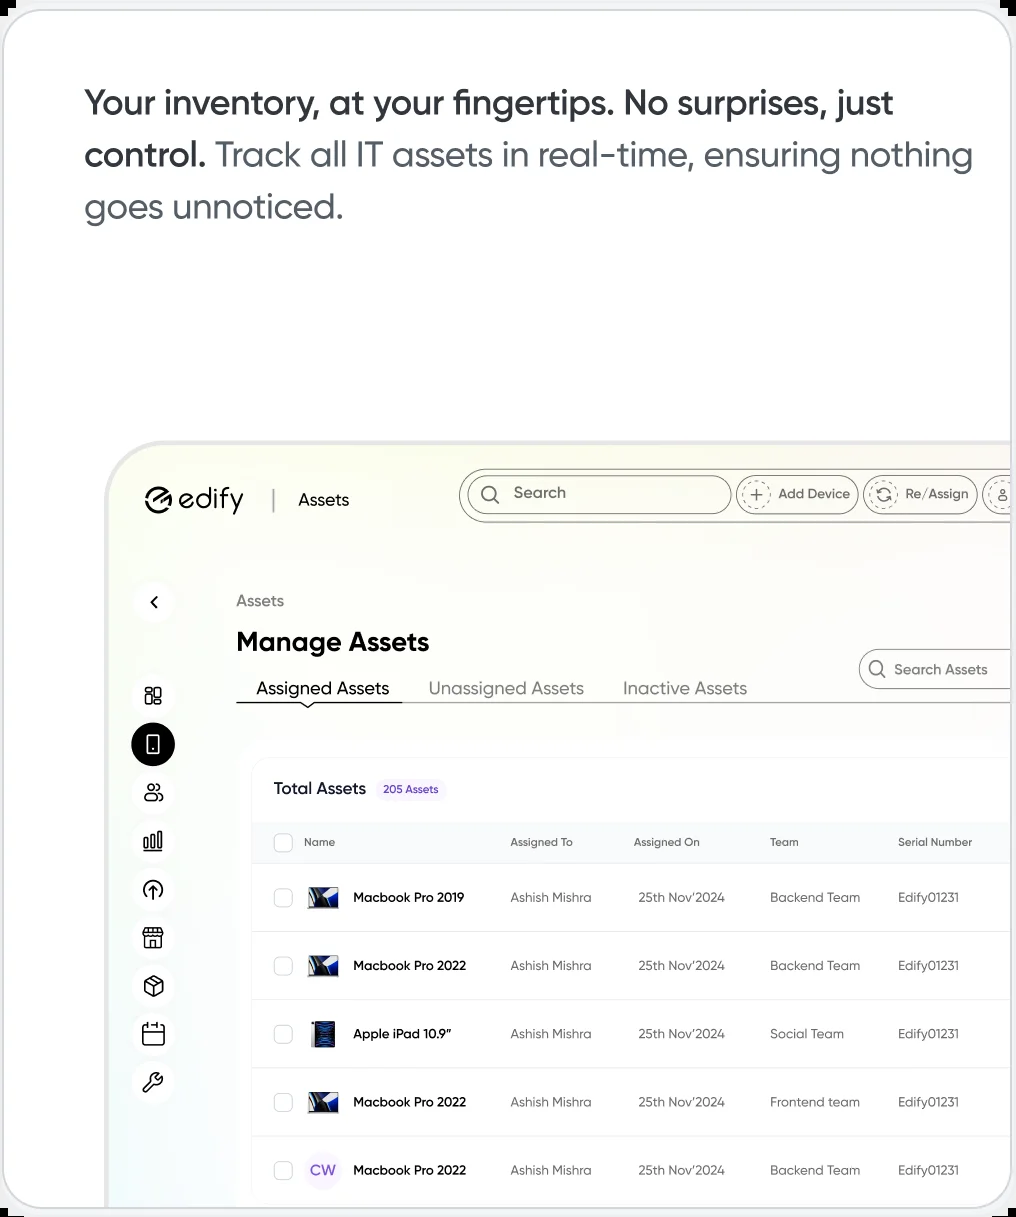 Your inventory, at your fingertips. No surprises, just
control. Track all IT assets in real-time, ensuring nothing
goes unnoticed.
edify | Assets Search Add Device Re/Assign
Assets
Manage Assets
Search Assets
Assigned Assets Unassigned Assets Inactive Assets
Total Assets 205 Assets
Name Assigned To Assigned On Team Serial Number
Macbook Pro 2019 Ashish Mishra 25th Nov’2024 Backend Team Edify01231
Macbook Pro 2022 Ashish Mishra 25th Nov’2024 Backend Team Edify01231
Apple iPad 10.9” Ashish Mishra 25th Nov’2024 Social Team Edify01231
Macbook Pro 2022 Ashish Mishra 25th Nov’2024 Frontend team Edify01231
CW Macbook Pro 2022 Ashish Mishra 25th Nov’2024 Backend Team Edify01231